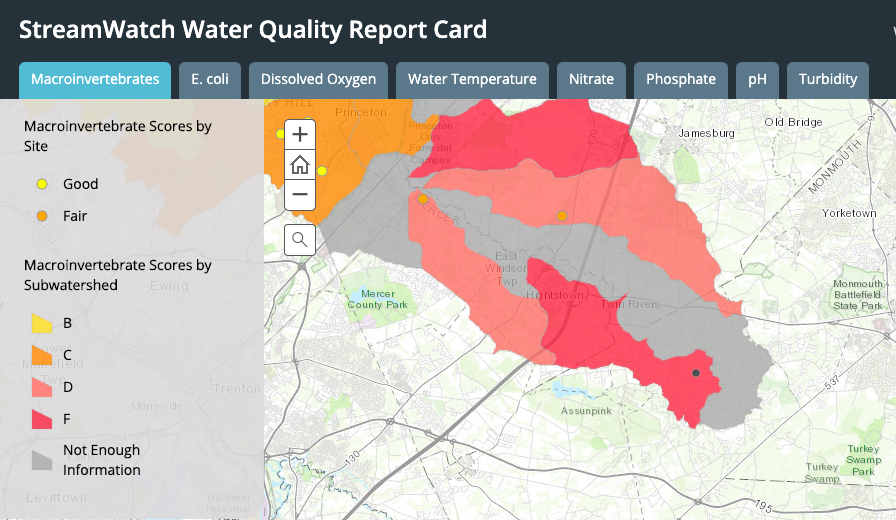 StreamWatch Water Quality Report Card
Macroinvertebrates
E. coli
Dissolved Oxygen
Water Temperature
Nitrate
Phosphate
pH
Turbidity
Macroinvertebrate Scores by
Site
Good
Fair
Macroinvertebrate Scores by
Subwatershed
B
C
D
F
Not Enough
Information
Y HILL
Princeton
Princeton
Univ
Forrestal
Campus
Jamesburg
Old Bridge
MONMOUTH
Yorketown
MERCER
East
Windsor
Twp
Hightstown
Twin Rivers
Mercer
County Park
Monmouth
Battlefield
State Park
Ewing
Trenton
Morrisville
Levittown
Assunpink
537
130
195
Turkey
Swamp
Park
Turkey
Swamp